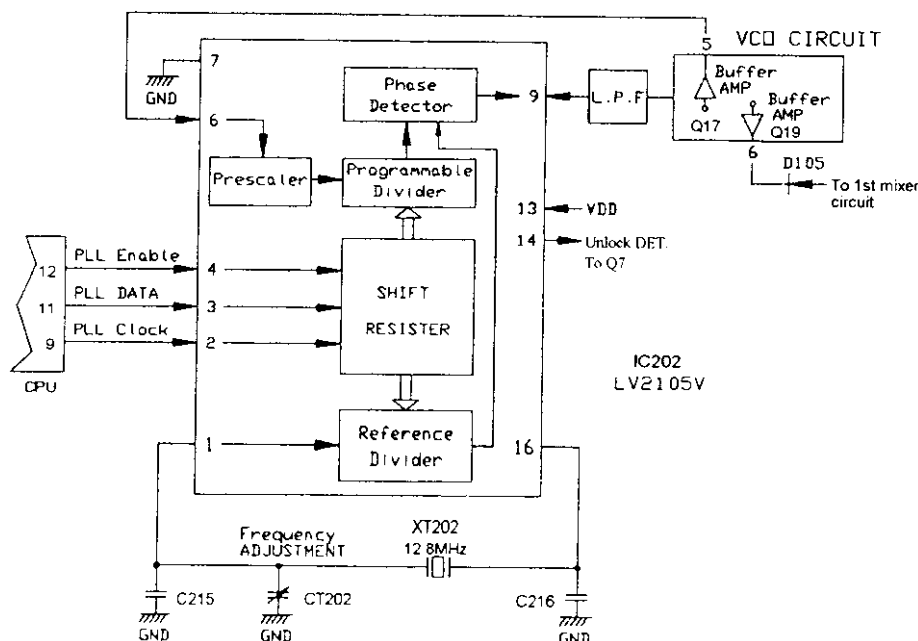 5
VCO CIRCUIT
7
GND
Phase
Detector
9
L.P.F
Buffer
AMP
Q17
Buffer
AMP
Q19
6
6
D105
To 1st mixer
circuit
Prescaler
Programmable
Divider
13
VDD
14
Unlock DET.
To Q7
12
PLL Enable
4
11
PLL DATA
3
9
PLL Clock
2
CPU
SHIFT
RESISTER
IC202
LV2105V
1
Reference
Divider
16
Frequency
ADJUSTMENT
XT202
12 8MHz
C215
CT202
C216
GND
GND
GND